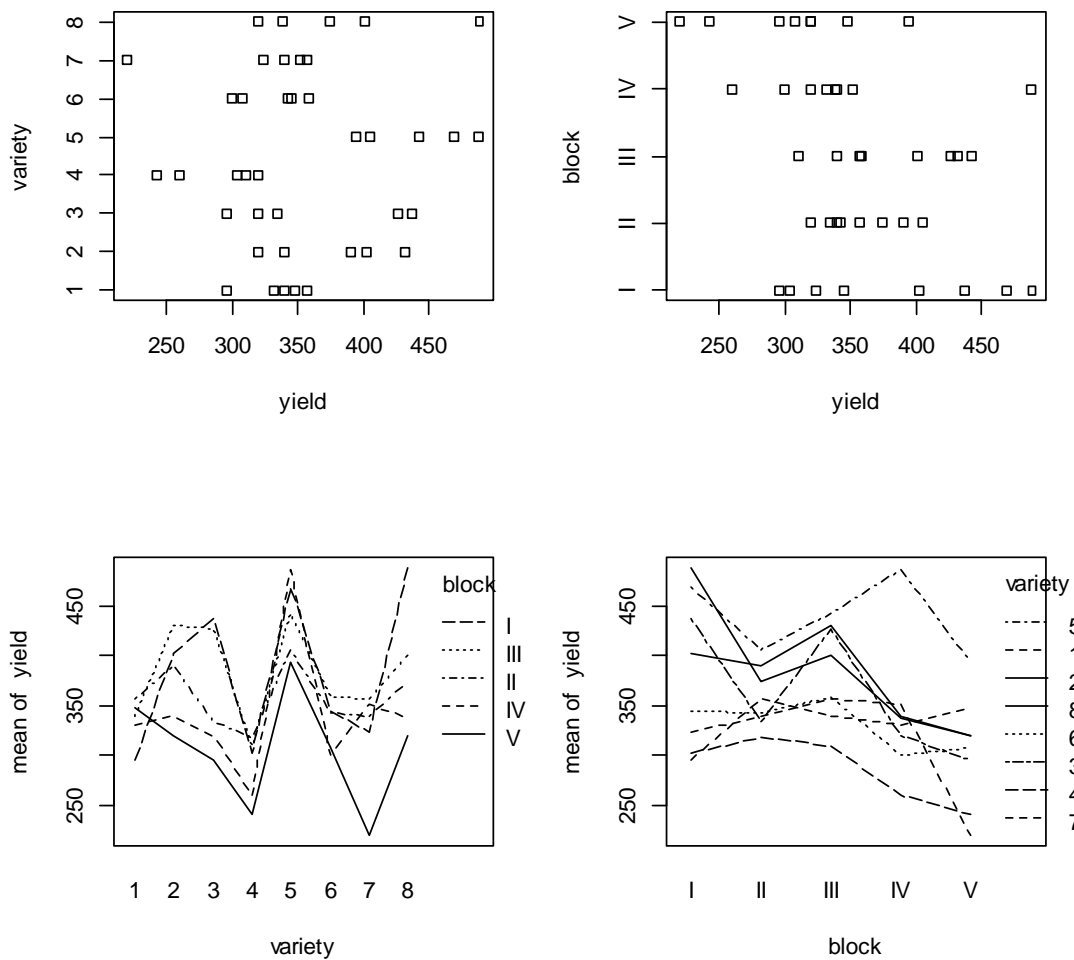 variety
8
7
6
5
4
3
2
1
250 300 350 400 450
yield
block
V
IV
III
II
I
250 300 350 400 450
yield
mean of yield
450
350
250
block
I
III
II
IV
V
1 2 3 4 5 6 7 8
variety
mean of yield
450
350
250
variety
5
2
8
6
3
I II III IV V
block